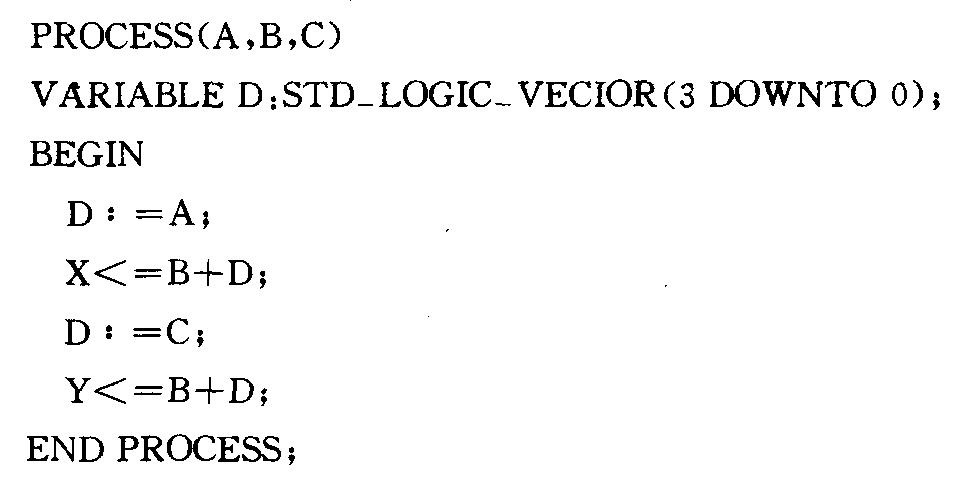 PROCESS(A,B,C)
VARIABLE D:STD_LOGIC_VECIOR(3 DOWNTO 0);
BEGIN
D:=A;
X<=B+D;
D:=C;
Y<=B+D;
END PROCESS;